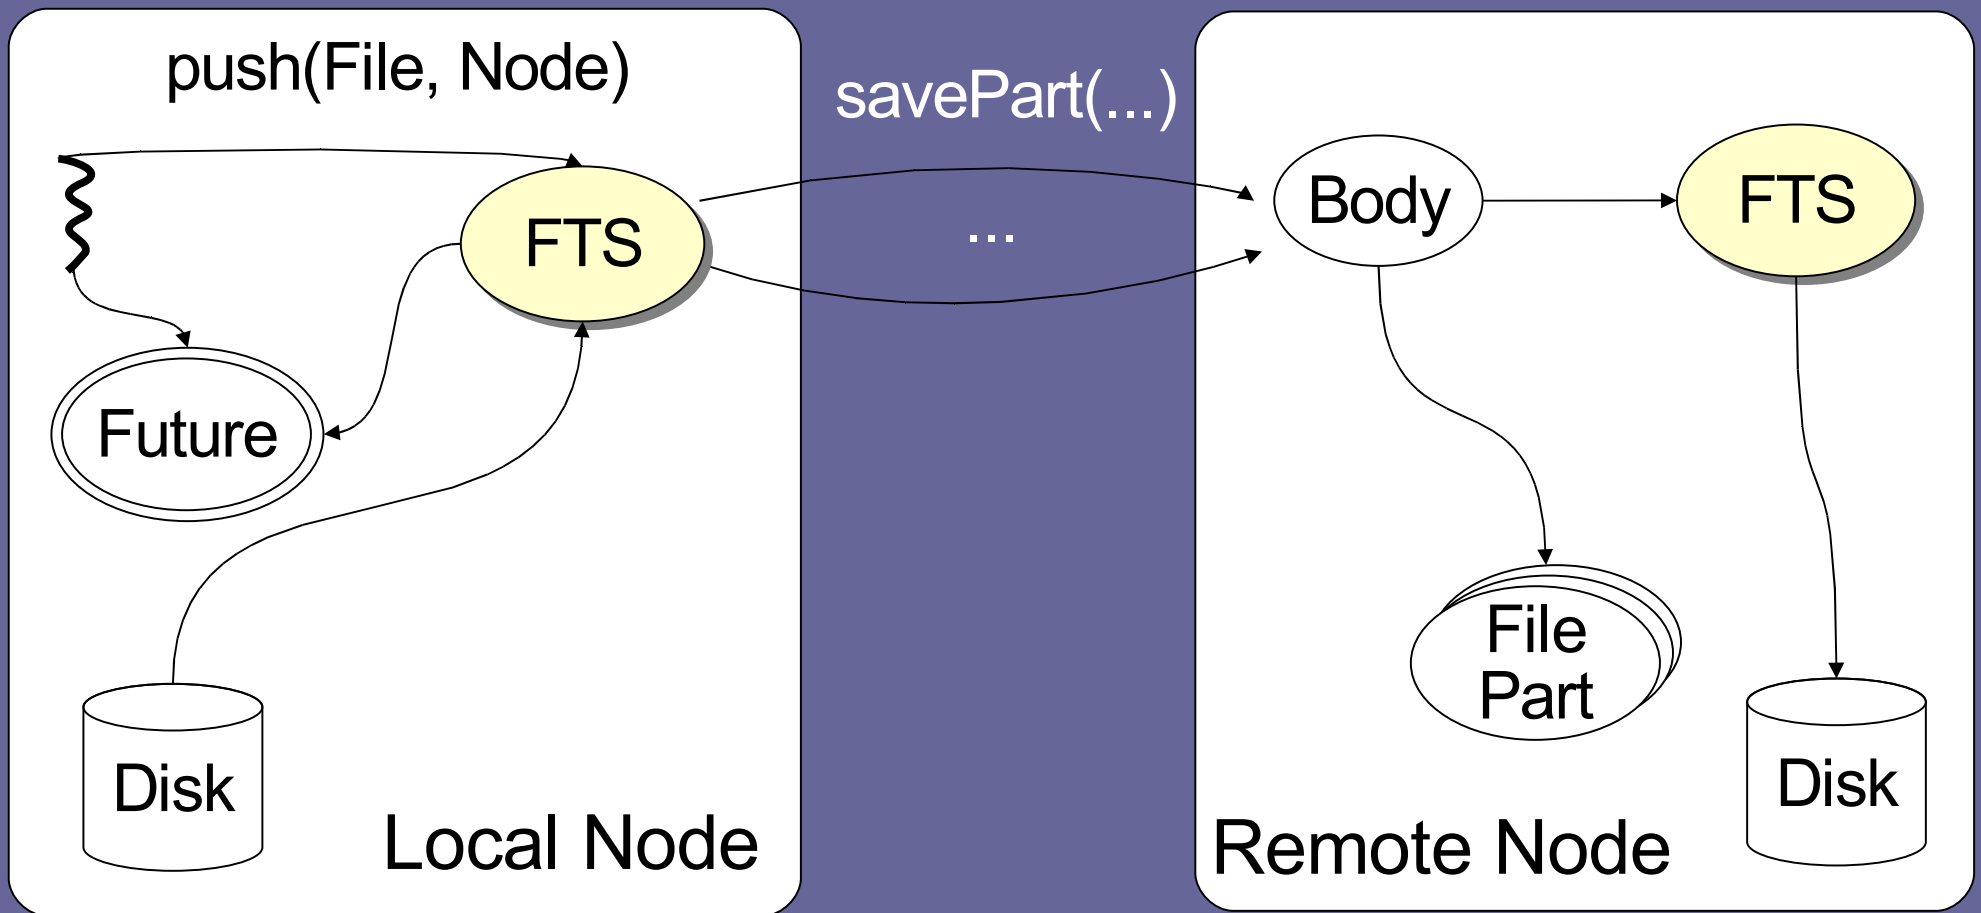 push(File, Node)
savePart(...)
FTS
...
Body
FTS
Future
File
Part
Disk
Disk
Local Node
Remote Node